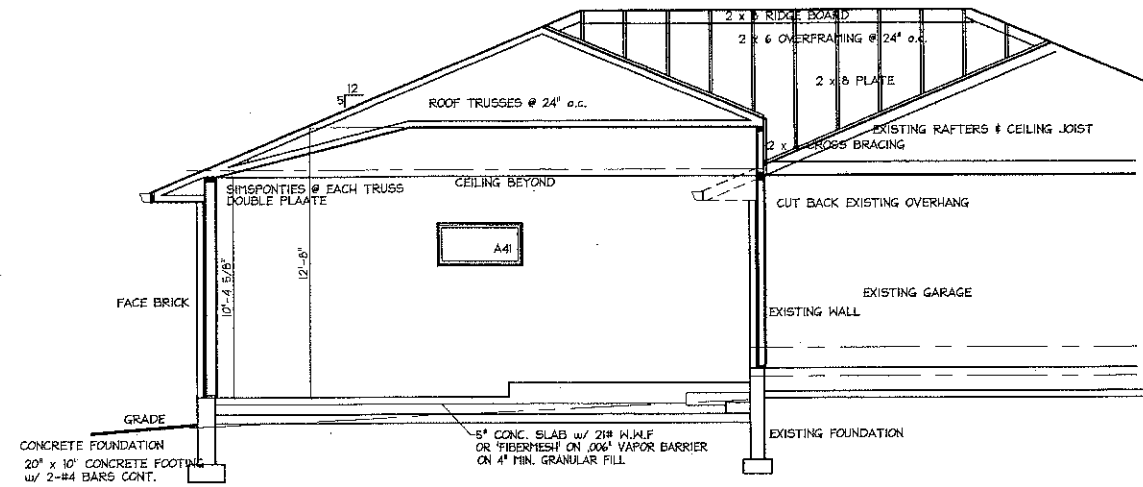 2 x 8 RIDGE BOARD
2 x 6 OVERFRAMING @ 24" o.c.
12
5
2 x 8 PLATE
ROOF TRUSSES @ 24" o.c.
EXISTING RAFTERS & CEILING JOIST
2 x CROSS BRACING
CEILING BEYOND
SIMSPONTIES @ EACH TRUSS
DOUBLE PLAATE
CUT BACK EXISTING OVERHANG
A41
12'-8"
10'-4 5/8"
FACE BRICK
EXISTING GARAGE
EXISTING WALL
GRADE
CONCRETE FOUNDATION
20" x 10" CONCRETE FOOTING
w/ 2-#4 BARS CONT.
5" CONC. SLAB w/ 21# W.W.F
OR 'FIBERMESH' ON .006" VAPOR BARRIER
ON 4" MIN. GRANULAR FILL
EXISTING FOUNDATION